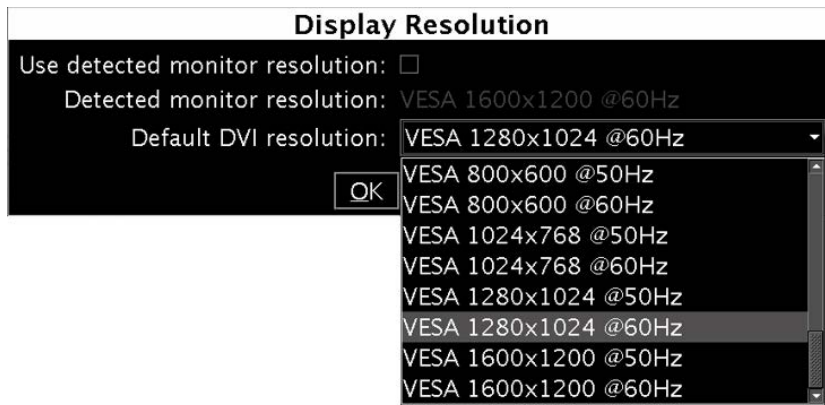 Display Resolution
Use detected monitor resolution:
Detected monitor resolution: VESA 1600x1200 @60Hz
Default DVI resolution: VESA 1280x1024 @60Hz
OK
VESA 800x600 @50Hz
VESA 800x600 @60Hz
VESA 1024x768 @50Hz
VESA 1024x768 @60Hz
VESA 1280x1024 @50Hz
VESA 1280x1024 @60Hz
VESA 1600x1200 @50Hz
VESA 1600x1200 @60Hz